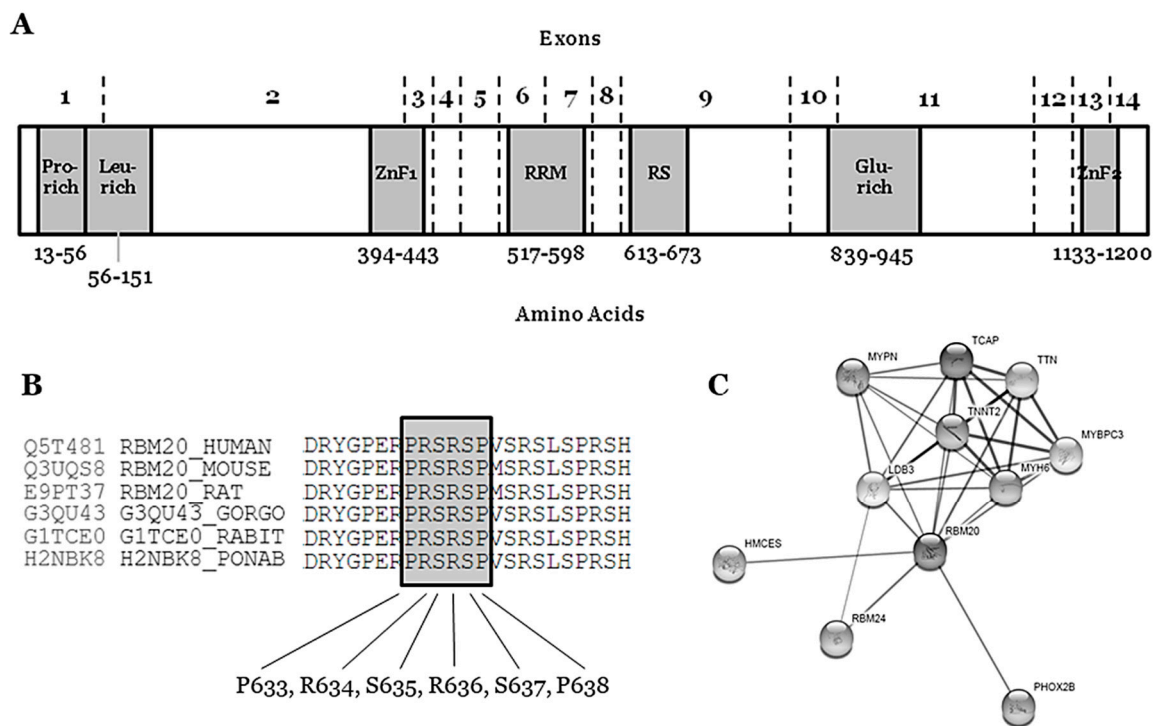 A
Exons
1 2 3 4 5 6 7 8 9 10 11 12 13 14
Pro-
rich
Leu-
rich
ZnF1
RRM
RS
Glu-
rich
ZnF2
13-56
56-151
394-443
517-598
613-673
839-945
1133-1200
Amino Acids
B
Q5T481 RBM20_HUMAN DRYGPERPRSRSPVSRSLSPRSH
Q3UQS8 RBM20_MOUSE DRYGPERPRSRSPMSRSLSPRSH
E9PT37 RBM20_RAT DRYGPERPRSRSPMSRSLSPRSH
G3QU43 G3QU43_GORGO DRYGPERPRSRSPVSRSLSPRSH
G1TCE0 G1TCE0_RABIT DRYGPERPRSRSPVSRSLSPRSH
H2NBK8 H2NBK8_PONAB DRYGPERPRSRSPVSRSLSPRSH
P633, R634, S635, R636, S637, P638
C
TCAP
MYPN
TTN
TNNT2
MYBPC3
LDB3
MYH6
RBM20
HMCES
RBM24
PHOX2B